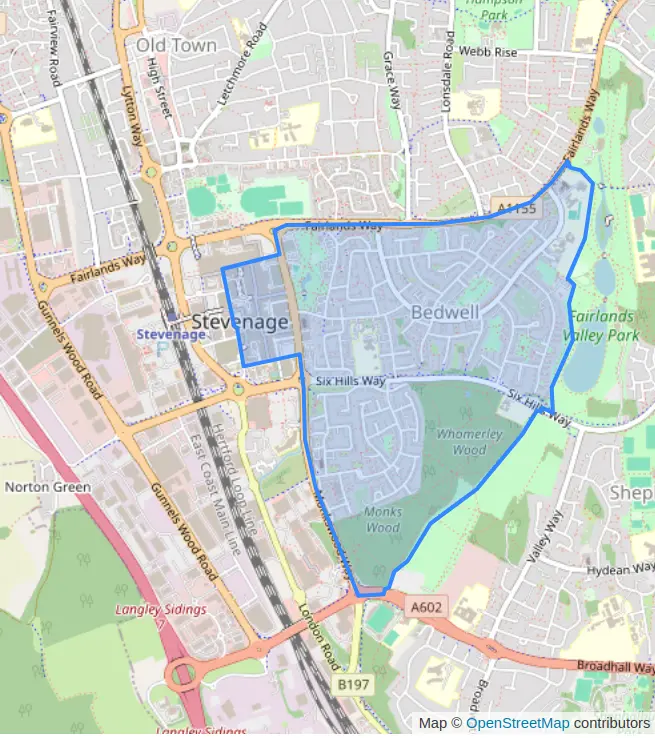 Hampson
Park
Fairview Road
Old Town
High Street
Letchmore Road
Lytton Way
Grace Way
Lonsdale Road
Webb Rise
Fairlands Way
A1155
Fairlands Way
Fairlands Way
Gunnels Wood Road
Stevenage
Stevenage
Bedwell
Fairlands
Valley Park
Six Hills Way
Six Hills Way
Whomerley
Wood
Hertford Loop Line
East Coast Main Line
Norton Green
Gunnels Wood Road
Monks
Wood
Monkswood Way
Shep
Valley Way
Hydean Way
Langley Sidings
London Road
A602
Broadhall Way
B197
Broad
Langley Sidings
Map © OpenStreetMap contributors